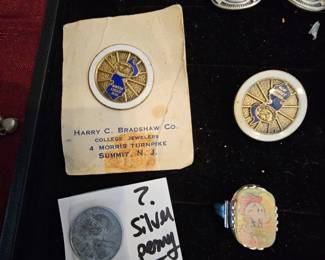 HARRY C. BRADSHAW CO.
COLLEGE JEWELERS
4 MORRIS TURNPIKE
SUMMIT, N. J.
?.
silver
penny